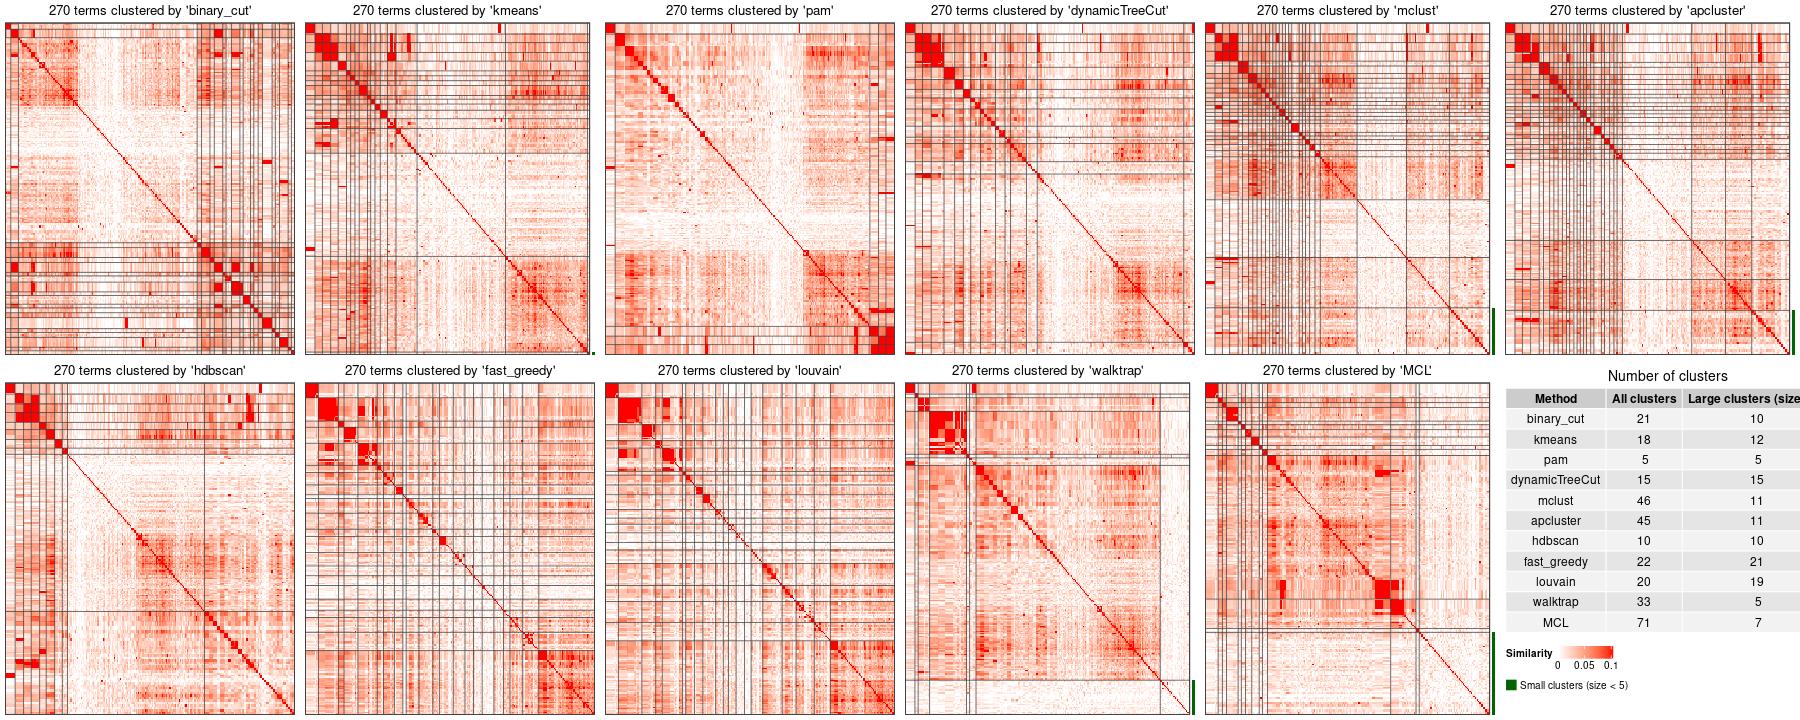 270 terms clustered by 'binary_cut'
270 terms clustered by 'kmeans'
270 terms clustered by 'pam'
270 terms clustered by 'dynamicTreeCut'
270 terms clustered by 'mclust'
270 terms clustered by 'apcluster'
270 terms clustered by 'hdbscan'
270 terms clustered by 'fast_greedy'
270 terms clustered by 'louvain'
270 terms clustered by 'walktrap'
270 terms clustered by 'MCL'
Number of clusters
Method All clusters Large clusters (size
binary_cut 21 10
kmeans 18 12
pam 5 5
dynamicTreeCut 15 15
mclust 46 11
apcluster 45 11
hdbscan 10 10
fast_greedy 22 21
louvain 20 19
walktrap 33 5
MCL 71 7
Similarity
0 0.05 0.1
Small clusters (size < 5)